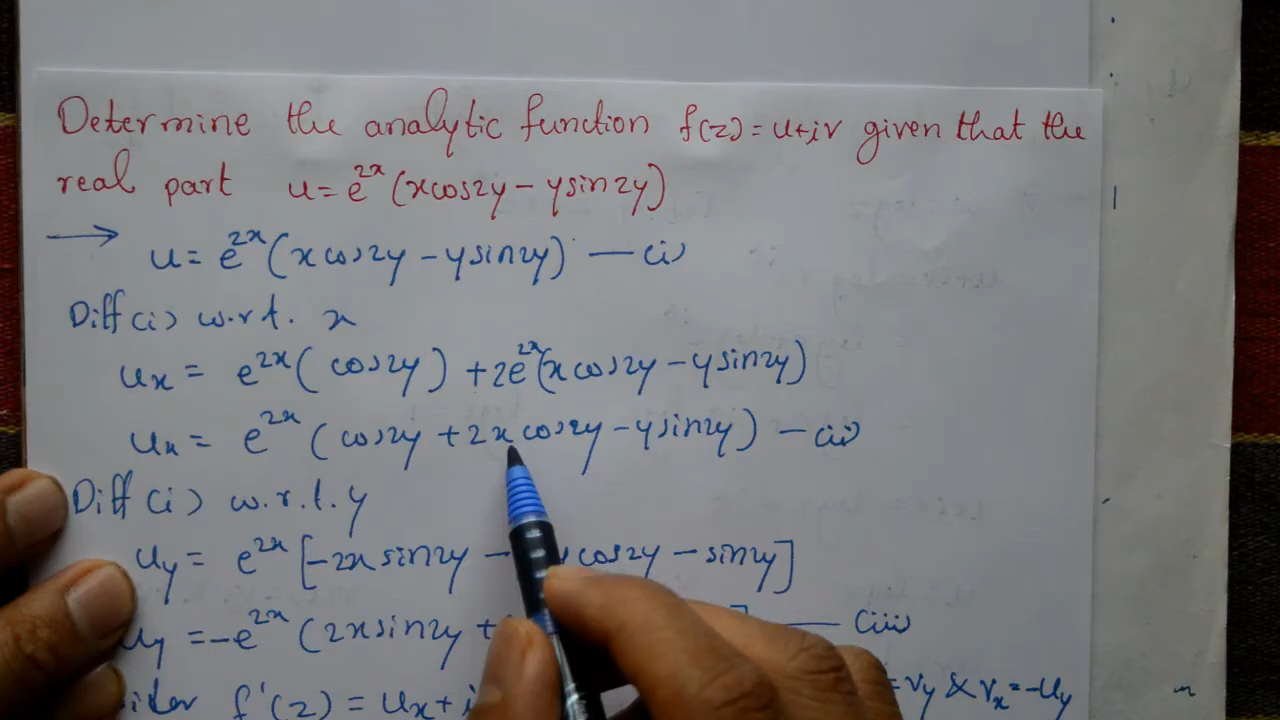 Determine the analytic function f(z) = u+iv given that the
real part u = e^2x (xcos2y – ysin2y)
→ u = e^2x (xcos2y – ysin2y) — (i)
Diff (i) w.r.t. x
ux = e^2x (cos2y) + 2e^2x (xcos2y – ysin2y)
ux = e^2x (cos2y + 2xcos2y – ysin2y) – (ii)
Diff (i) w.r.t. y
uy = e^2x [-2xsin2y – cos2y – sin2y]
uy = -e^2x (2xsin2y + — (iii)
f'(z) = ux + i = vy & vx = -uy